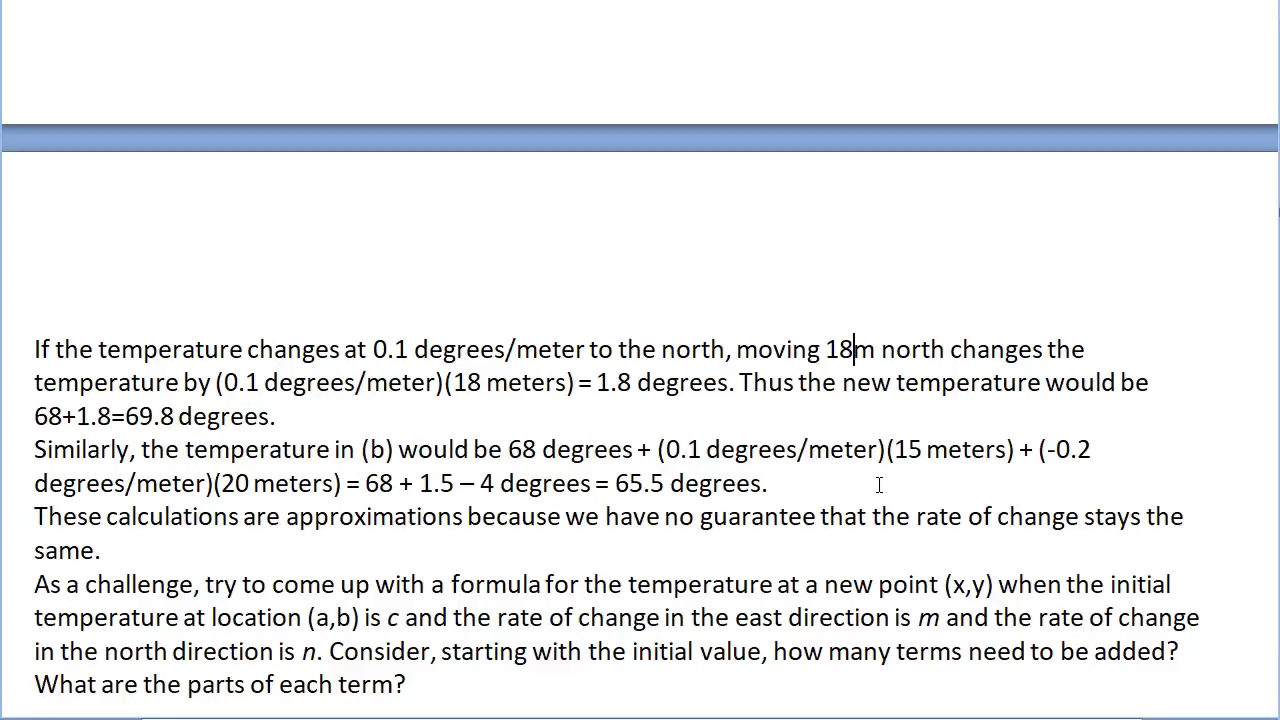 If the temperature changes at 0.1 degrees/meter to the north, moving 18m north changes the
temperature by (0.1 degrees/meter)(18 meters) = 1.8 degrees. Thus the new temperature would be
68+1.8=69.8 degrees.
Similarly, the temperature in (b) would be 68 degrees + (0.1 degrees/meter)(15 meters) + (-0.2
degrees/meter)(20 meters) = 68 + 1.5 – 4 degrees = 65.5 degrees.
These calculations are approximations because we have no guarantee that the rate of change stays the
same.
As a challenge, try to come up with a formula for the temperature at a new point (x,y) when the initial
temperature at location (a,b) is c and the rate of change in the east direction is m and the rate of change
in the north direction is n. Consider, starting with the initial value, how many terms need to be added?
What are the parts of each term?